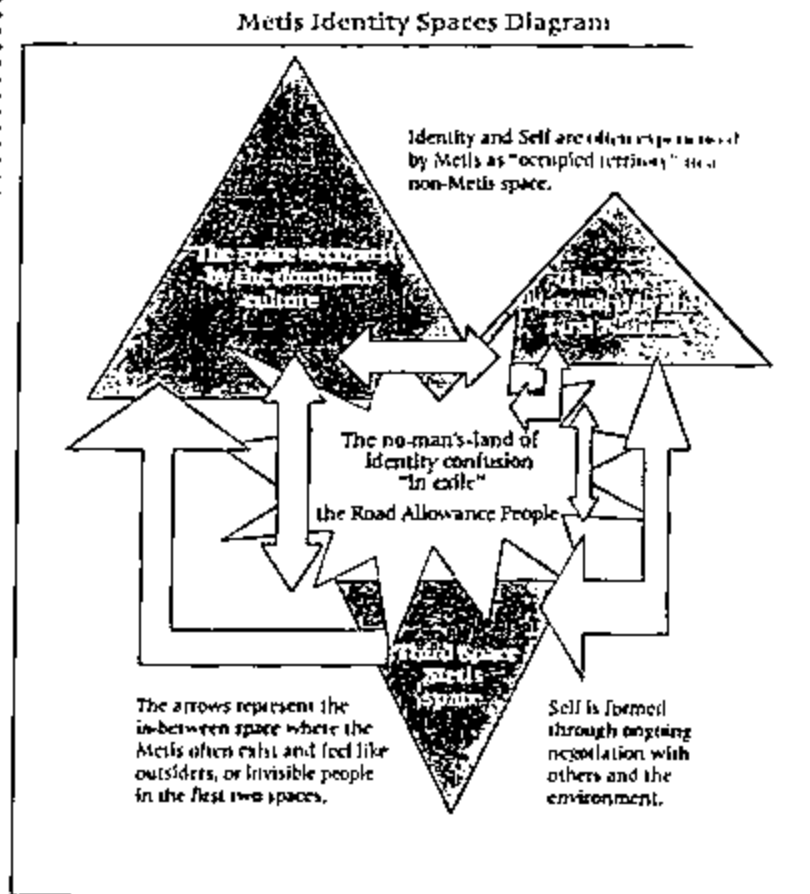 Metis Identity Spaces Diagram
Identity and Self are often experienced
by Metis as "occupied territory" in a
non-Metis space.
The space occupied
by the dominant
culture
The no-man's-land of
identity confusion
"in exile"
the Road Allowance People
Third Space
Metis
Space
The arrows represent the
in-between space where the
Metis often exist and feel like
outsiders, or invisible people
in the first two spaces.
Self is formed
through ongoing
negotiation with
others and the
environment.